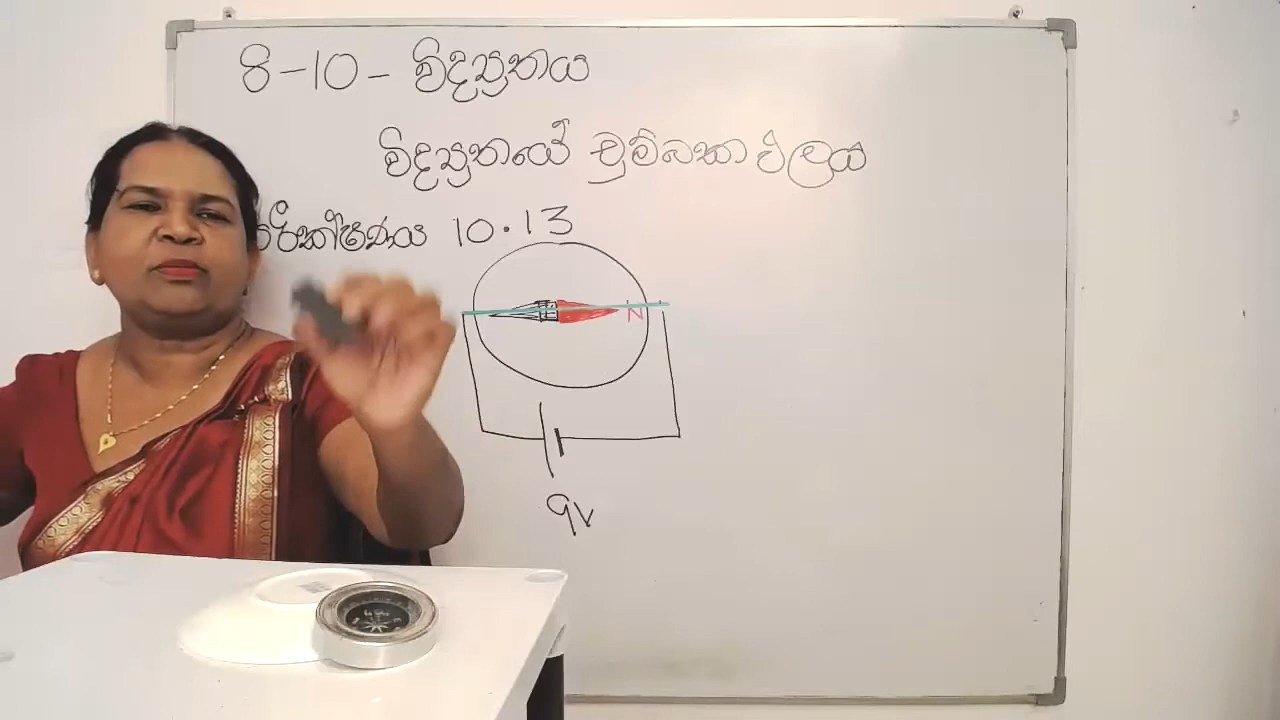 8-10- විද්‍යුතය
විද්‍යුතයේ චුම්බක ඵලය
පරීක්ෂණය 10.13
N
9v